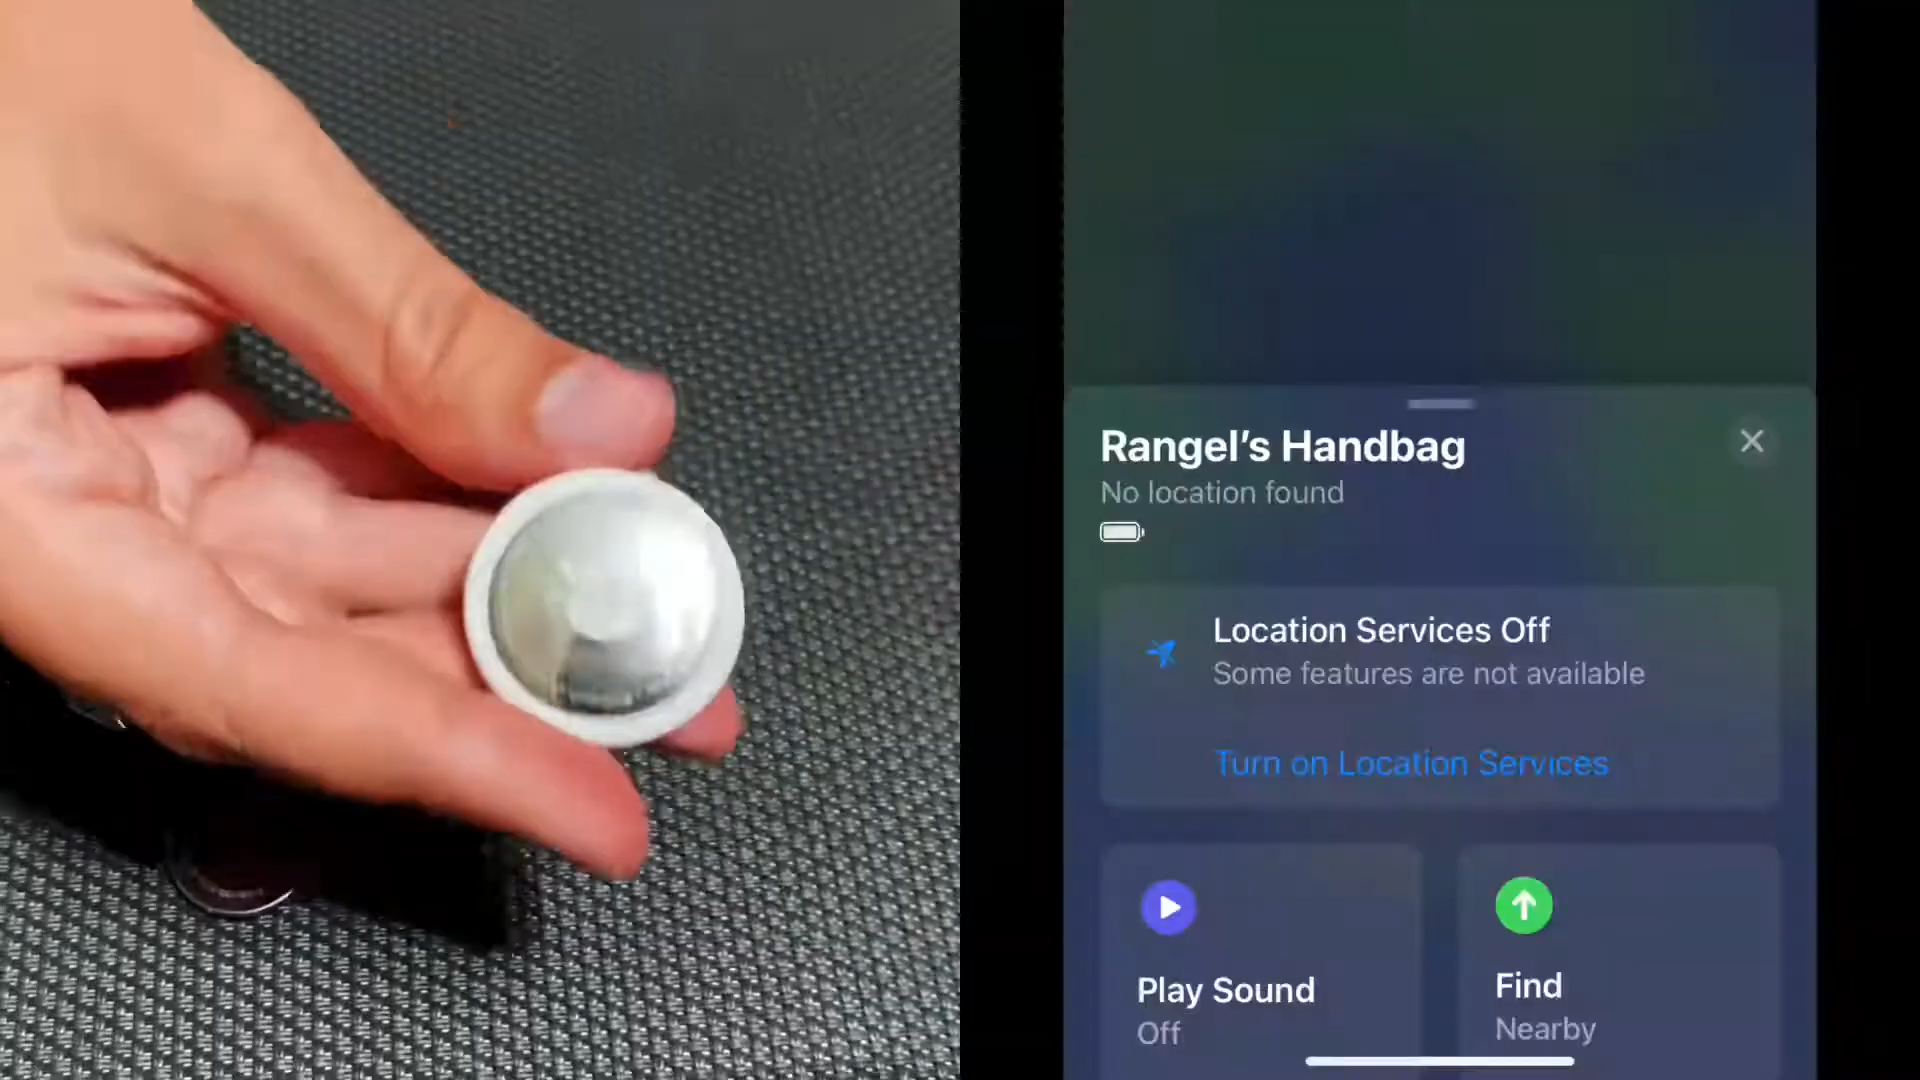 Rangel’s Handbag
No location found
Location Services Off
Some features are not available
Turn on Location Services
Play Sound
Off
Find
Nearby